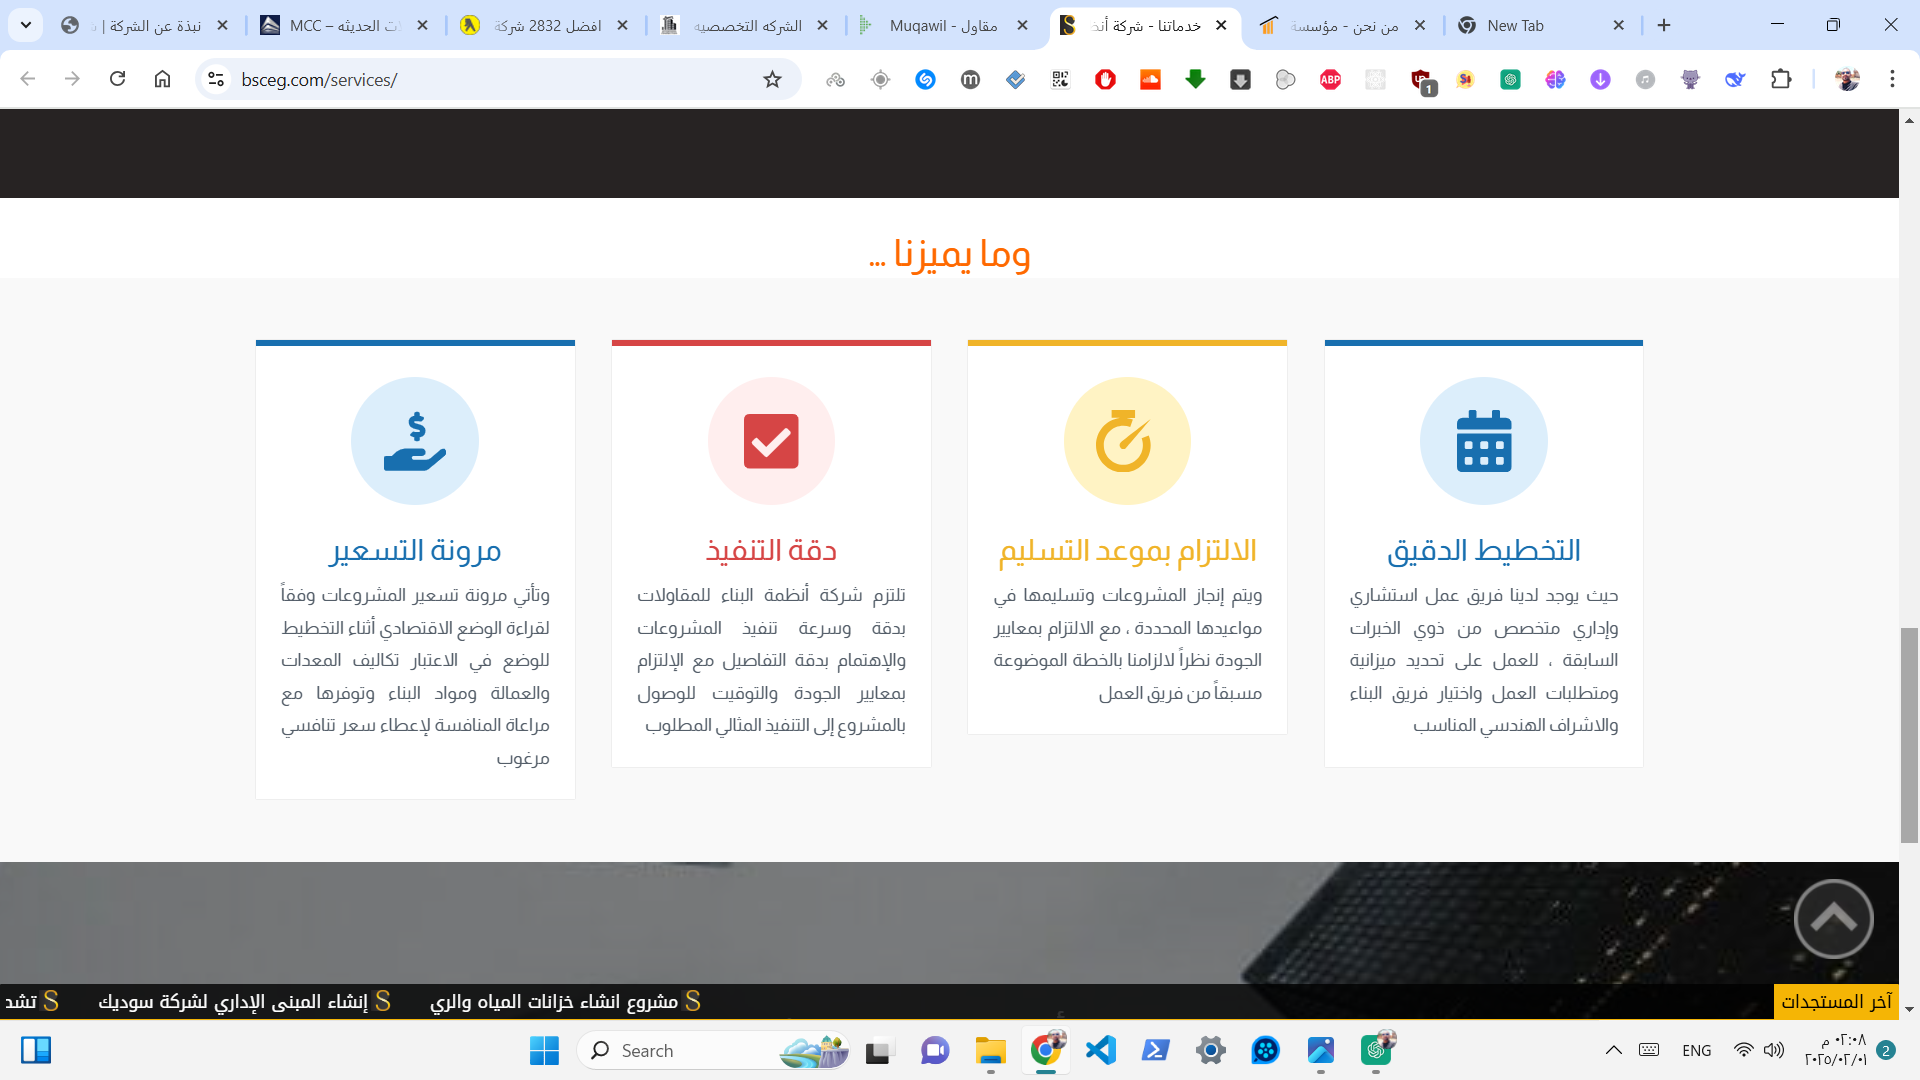 نبذة عن الشركة |
MCC – ات الحديثه
افضل 2832 شركة
الشركه التخصصيه
Muqawil - مقاول
خدماتنا - شركة أنظ
من نحن - مؤسسة
New Tab
bsceg.com/services/
ABP
1
وما يميزنا ...
التخطيط الدقيق
حيث يوجد لدينا فريق عمل استشاري
وإداري متخصص من ذوي الخبرات
السابقة ، للعمل على تحديد ميزانية
ومتطلبات العمل واختيار فريق البناء
والاشراف الهندسي المناسب
الالتزام بموعد التسليم
ويتم إنجاز المشروعات وتسليمها في
مواعيدها المحددة ، مع الالتزام بمعايير
الجودة نظراً لالزامنا بالخطة الموضوعة
مسبقاً من فريق العمل
دقة التنفيذ
تلتزم شركة أنظمة البناء للمقاولات
بدقة وسرعة تنفيذ المشروعات
والإهتمام بدقة التفاصيل مع الإلتزام
بمعايير الجودة والتوقيت للوصول
بالمشروع إلى التنفيذ المثالي المطلوب
مرونة التسعير
وتأتي مرونة تسعير المشروعات وفقاً
لقراءة الوضع الاقتصادي أثناء التخطيط
للوضع في الاعتبار تكاليف المعدات
والعمالة ومواد البناء وتوفرها مع
مراعاة المنافسة لإعطاء سعر تنافسي
مرغوب
آخر المستجدات
مشروع انشاء خزانات المياه والري
إنشاء المبنى الإداري لشركة سوديك
تشد
Search
ENG
٠٢:٠٨ م
٢٠٢٥/٠٢/٠١
2